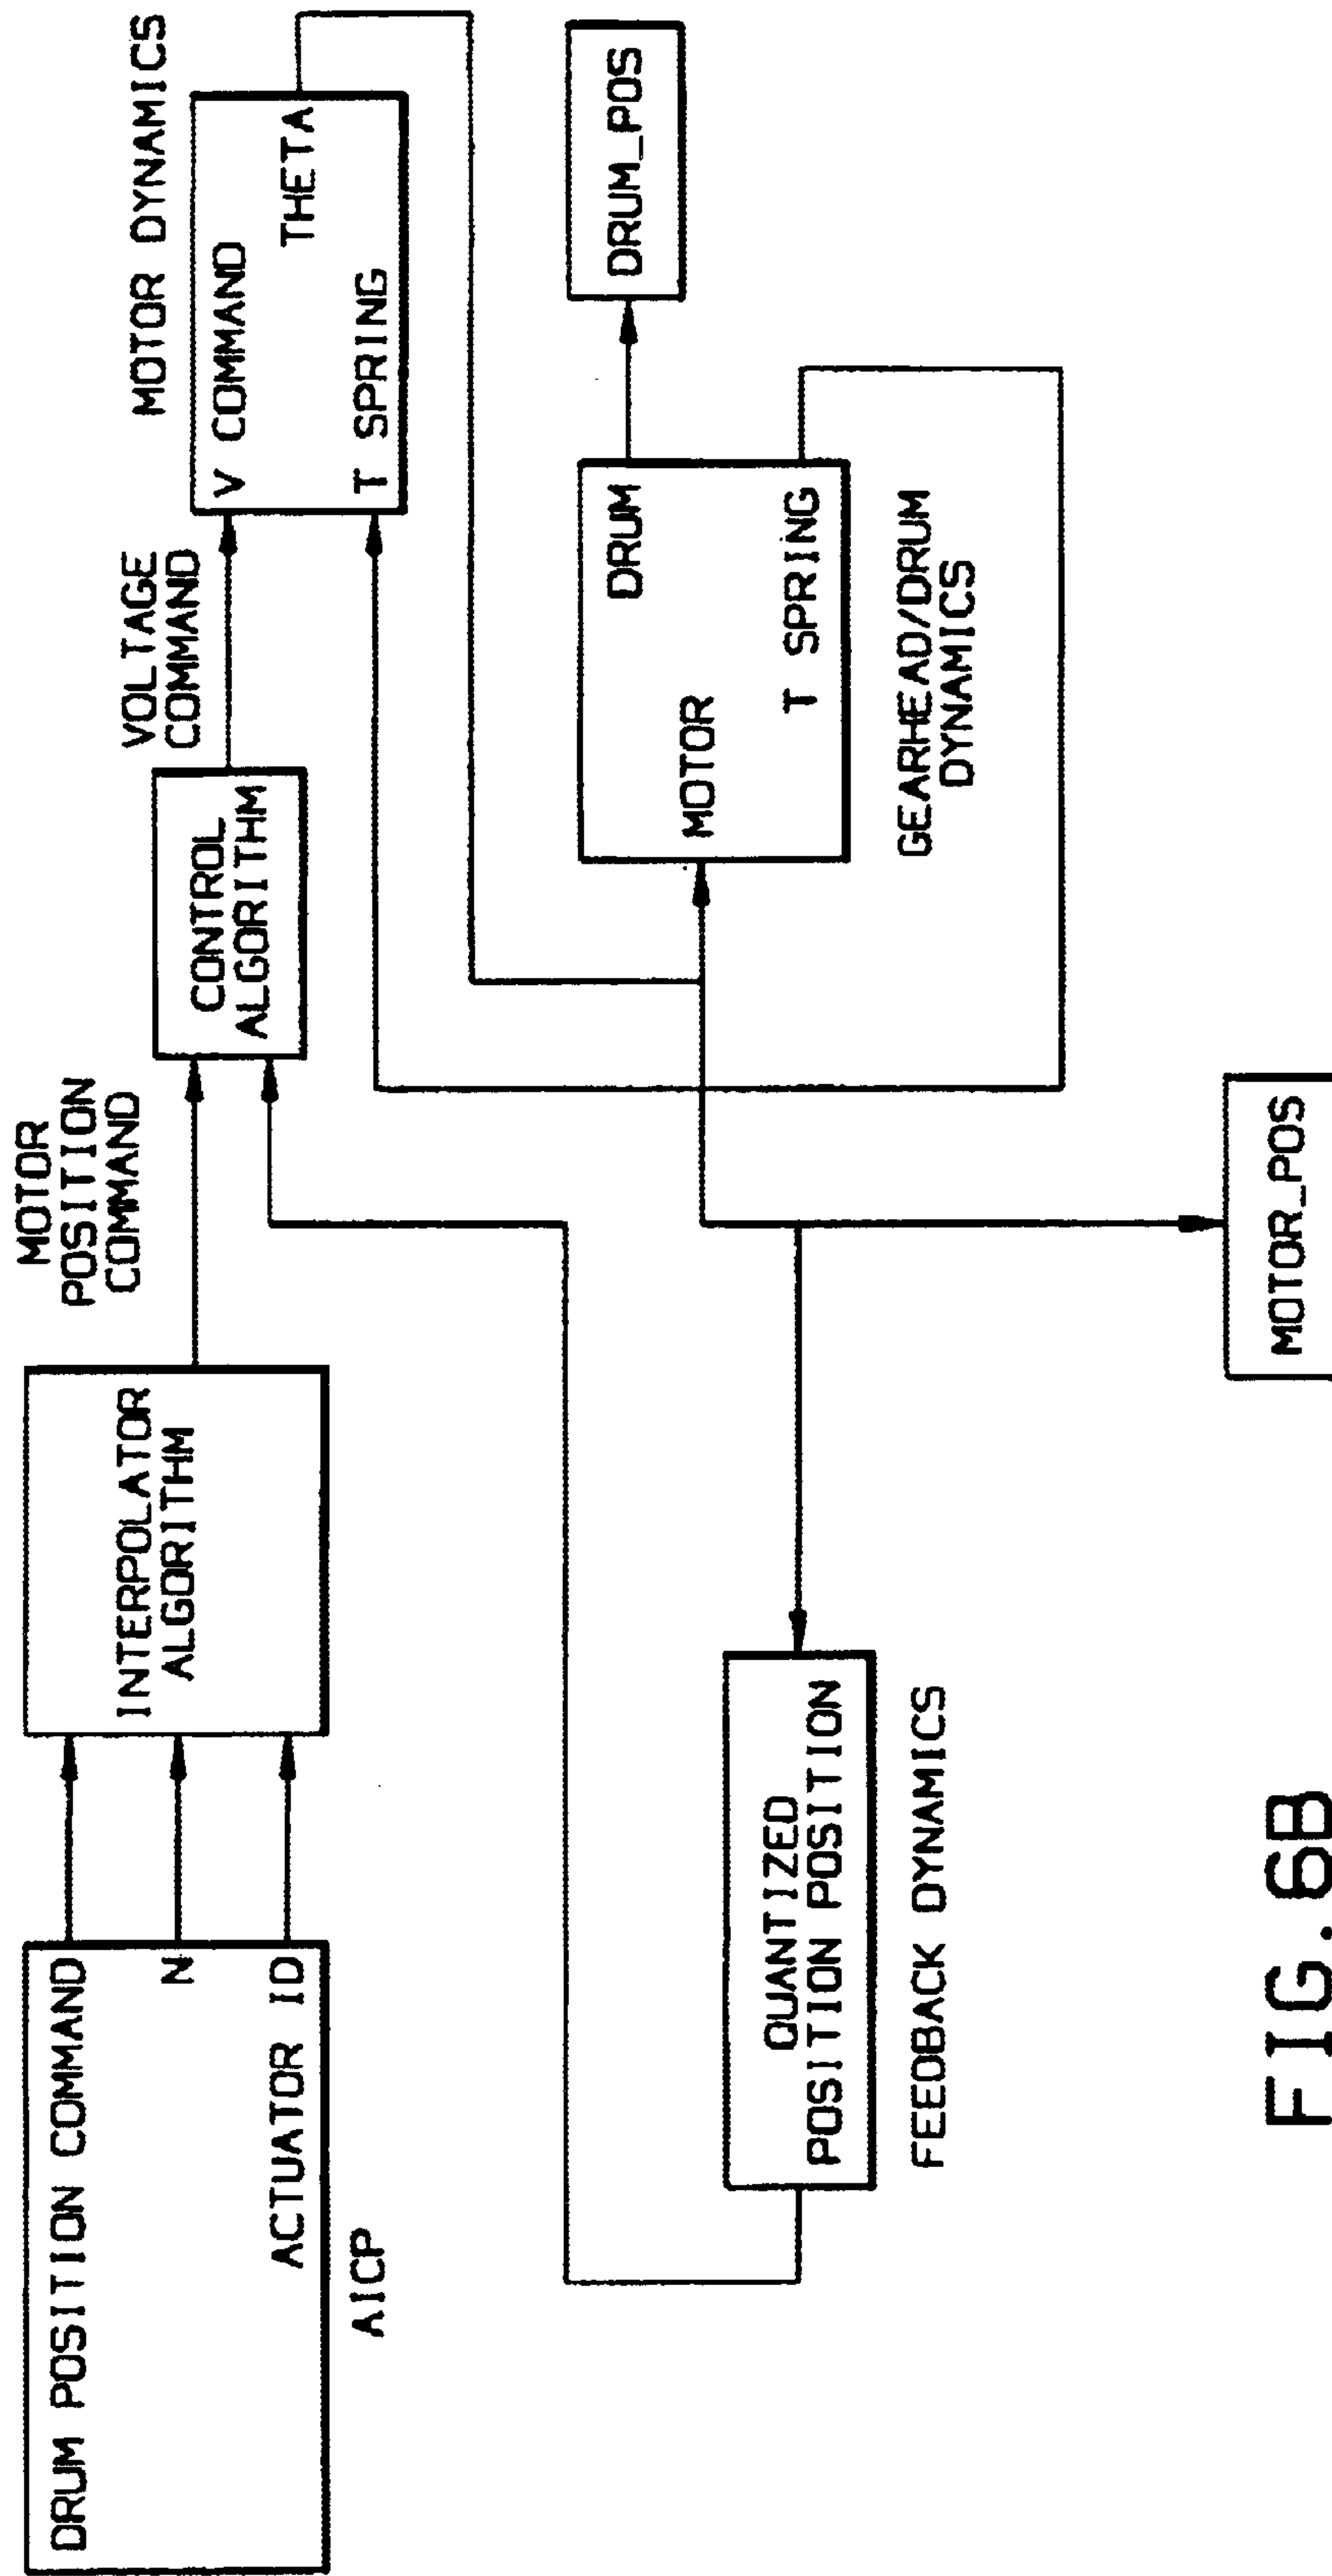 DRUM POSITION COMMAND
N
ACTUATOR ID
AICP
INTERPOLATOR
ALGORITHM
MOTOR
POSITION
COMMAND
CONTROL
ALGORITHM
VOLTAGE
COMMAND
MOTOR DYNAMICS
V COMMAND
THETA
T SPRING
DRUM_POS
DRUM
MOTOR
T SPRING
GEARHEAD/DRUM
DYNAMICS
QUANTIZED
POSITION POSITION
FEEDBACK DYNAMICS
MOTOR_POS
FIG. 6B